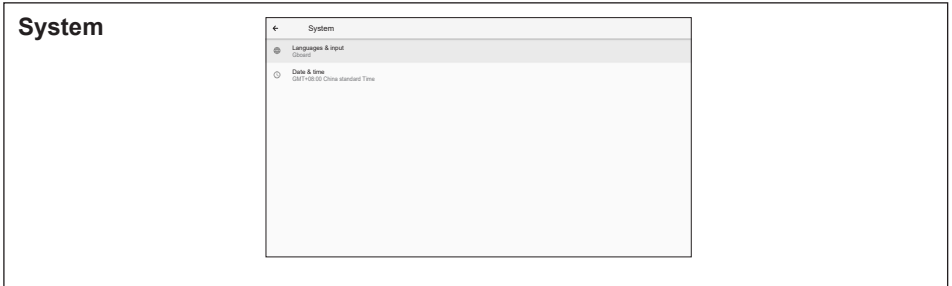 System
System
Languages & input
Gboard
Date & time
GMT+08:00 China standard Time